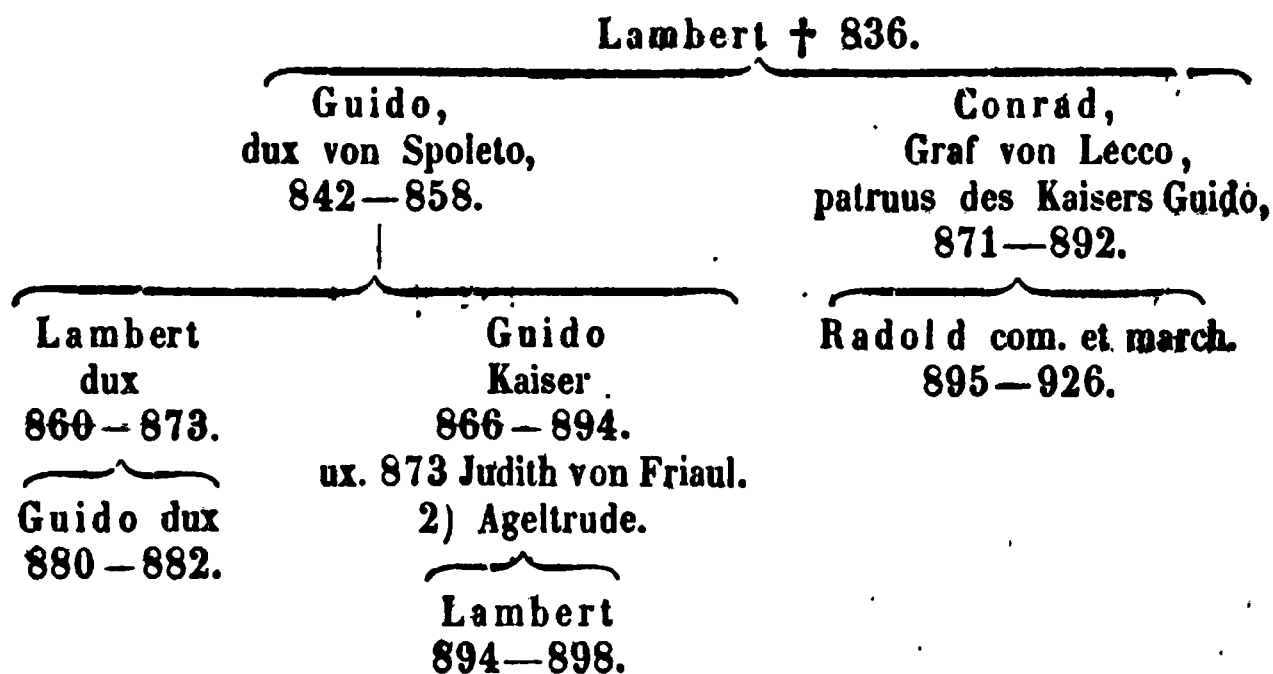 Lambert † 836.
Guido,
dux von Spoleto,
842—858.
Conrad,
Graf von Lecco,
patruus des Kaisers Guido,
871—892.
Lambert
dux
860—873.
Guido dux
880—882.
Guido
Kaiser
866—894.
ux. 873 Judith von Friaul.
2) Ageltrude.
Lambert
894—898.
Radold com. et march.
895—926.